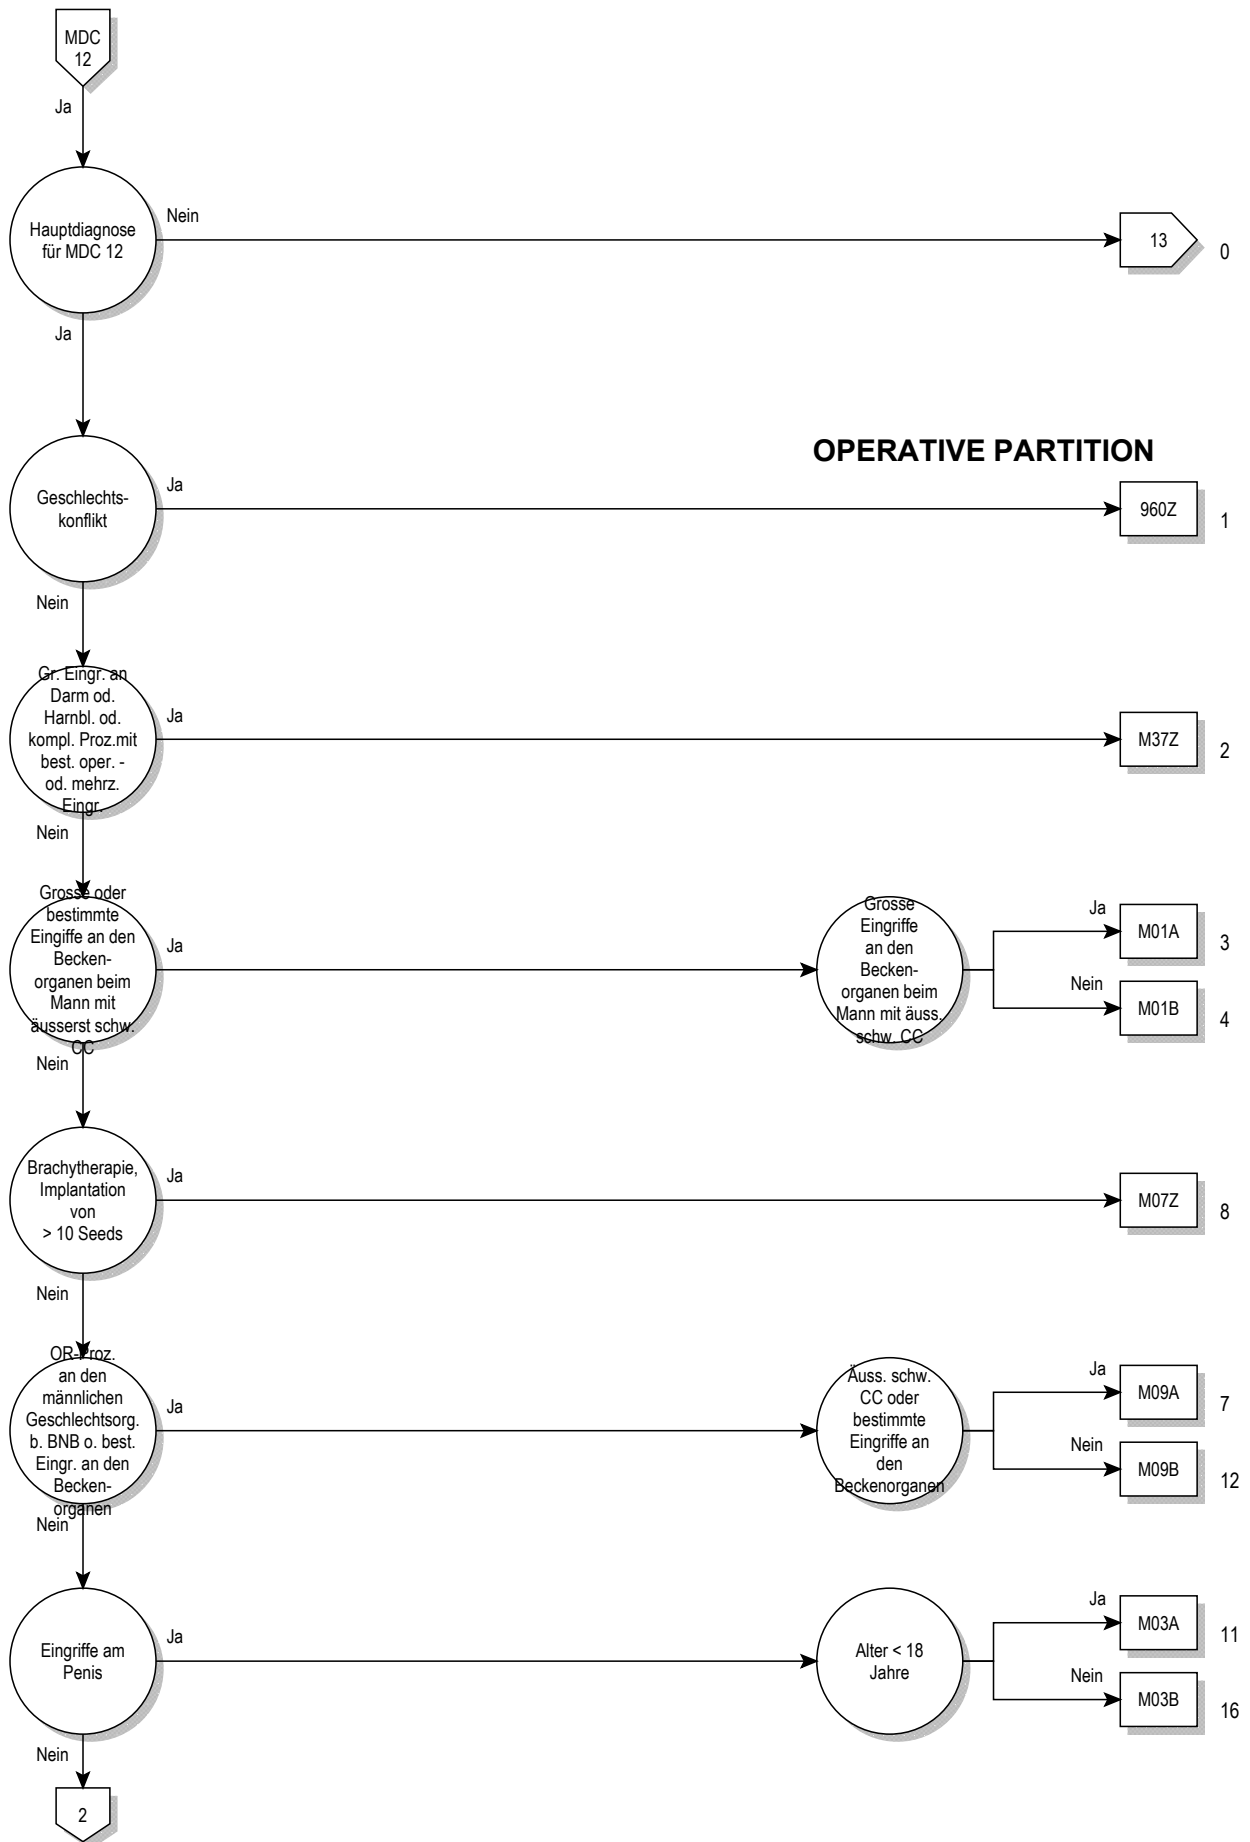 MDC
12
Ja
Hauptdiagnose
für MDC 12
Nein
13
0
Ja
OPERATIVE PARTITION
Geschlechts-
konflikt
Ja
960Z
1
Nein
Gr. Eingr. an
Darm od.
Harnbl. od.
kompl. Proz.mit
best. oper. -
od. mehrz.
Eingr.
Ja
M37Z
2
Nein
Grosse oder
bestimmte
Eingiffe an den
Becken-
organen beim
Mann mit
äusserst schw.
CC
Ja
Grosse
Eingriffe
an den
Becken-
organen beim
Mann mit äuss.
schw. CC
Ja
M01A
3
Nein
M01B
4
Nein
Brachytherapie,
Implantation
von
> 10 Seeds
Ja
M07Z
8
Nein
OR-Proz.
an den
männlichen
Geschlechtsorg.
b. BNB o. best.
Eingr. an den
Becken-
organen
Ja
Äuss. schw.
CC oder
bestimmte
Eingriffe an
den
Beckenorganen
Ja
M09A
7
Nein
M09B
12
Nein
Eingriffe am
Penis
Ja
Alter < 18
Jahre
Ja
M03A
11
Nein
M03B
16
Nein
2